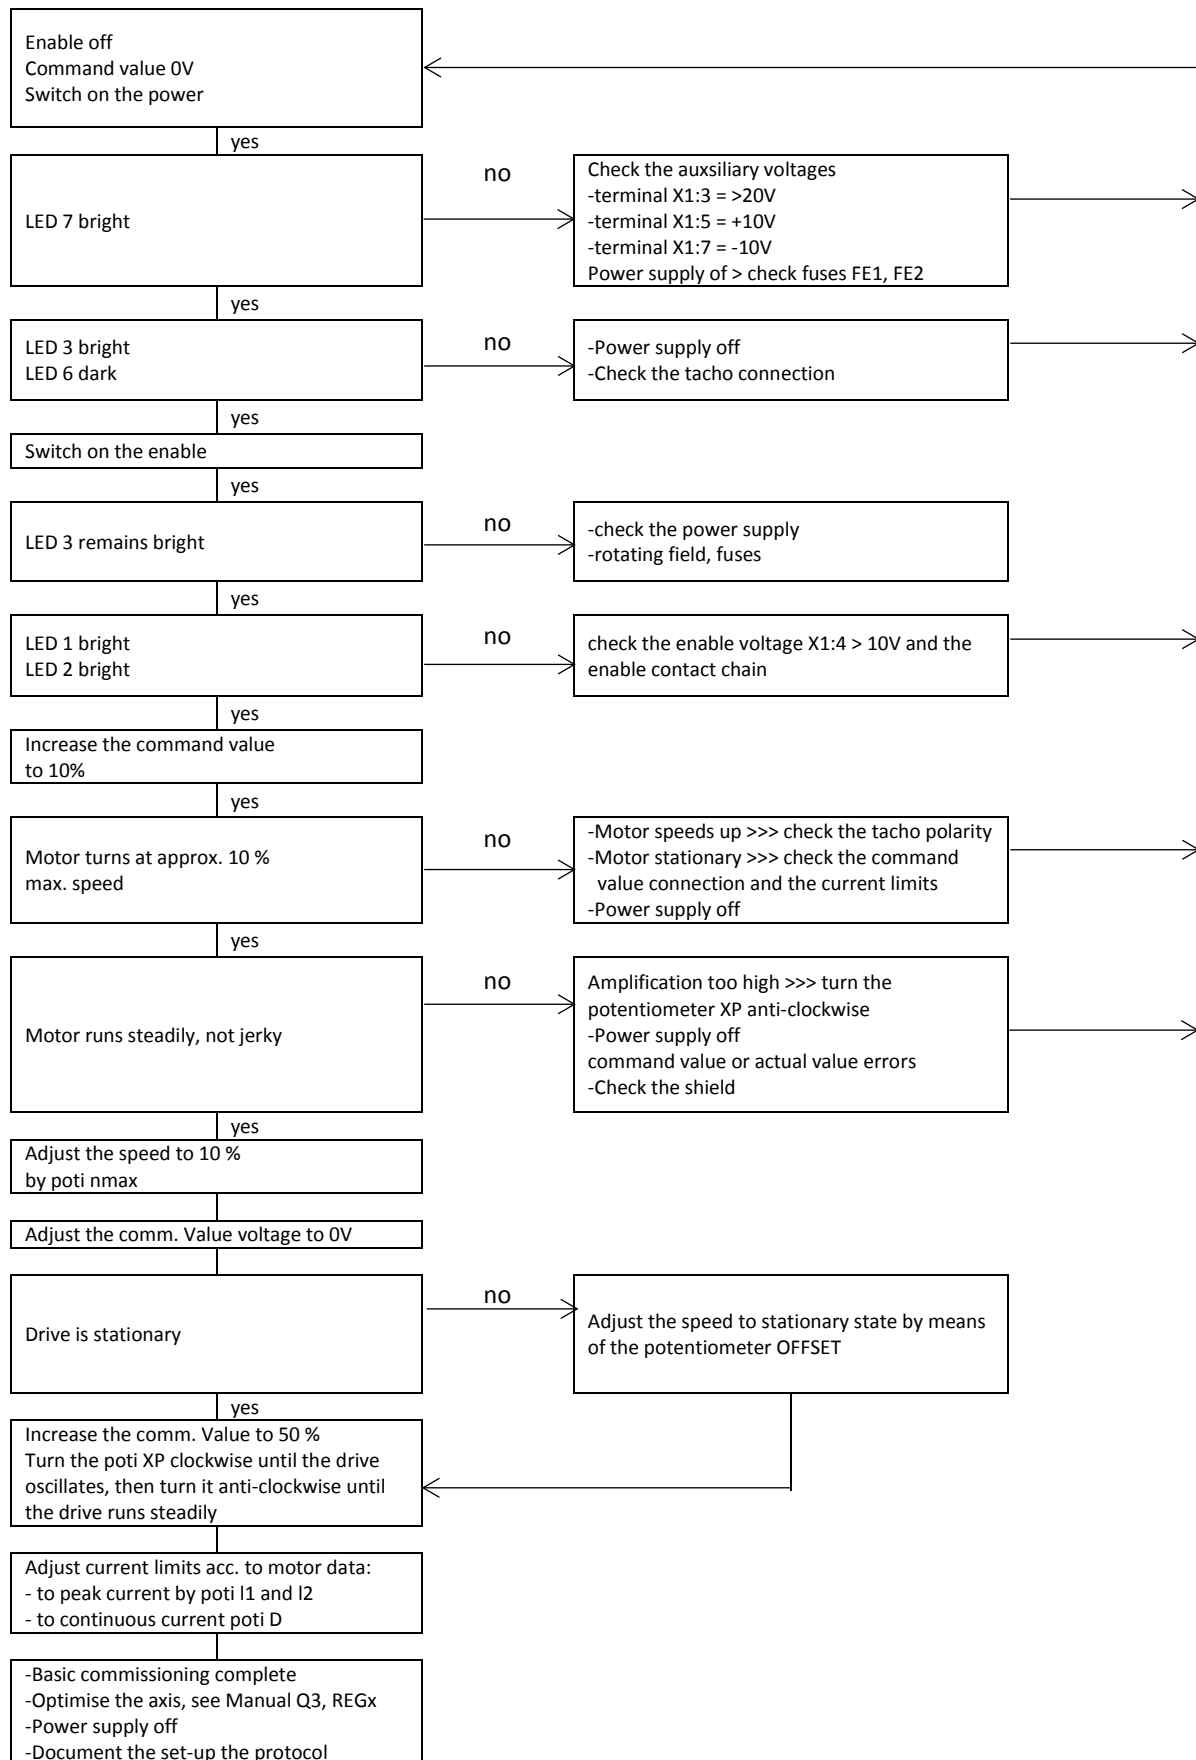 Enable off
Command value 0V
Switch on the power
yes
LED 7 bright
no
Check the auxsiliary voltages
-terminal X1:3 = >20V
-terminal X1:5 = +10V
-terminal X1:7 = -10V
Power supply of > check fuses FE1, FE2
yes
LED 3 bright
LED 6 dark
no
-Power supply off
-Check the tacho connection
yes
Switch on the enable
yes
LED 3 remains bright
no
-check the power supply
-rotating field, fuses
yes
LED 1 bright
LED 2 bright
no
check the enable voltage X1:4 > 10V and the
enable contact chain
yes
Increase the command value
to 10%
yes
Motor turns at approx. 10 %
max. speed
no
-Motor speeds up >>> check the tacho polarity
-Motor stationary >>> check the command
value connection and the current limits
-Power supply off
yes
Motor runs steadily, not jerky
no
Amplification too high >>> turn the
potentiometer XP anti-clockwise
-Power supply off
command value or actual value errors
-Check the shield
yes
Adjust the speed to 10 %
by poti nmax
Adjust the comm. Value voltage to 0V
Drive is stationary
no
Adjust the speed to stationary state by means
of the potentiometer OFFSET
yes
Increase the comm. Value to 50 %
Turn the poti XP clockwise until the drive
oscillates, then turn it anti-clockwise until
the drive runs steadily
Adjust current limits acc. to motor data:
- to peak current by poti l1 and l2
- to continuous current poti D
-Basic commissioning complete
-Optimise the axis, see Manual Q3, REGx
-Power supply off
-Document the set-up the protocol